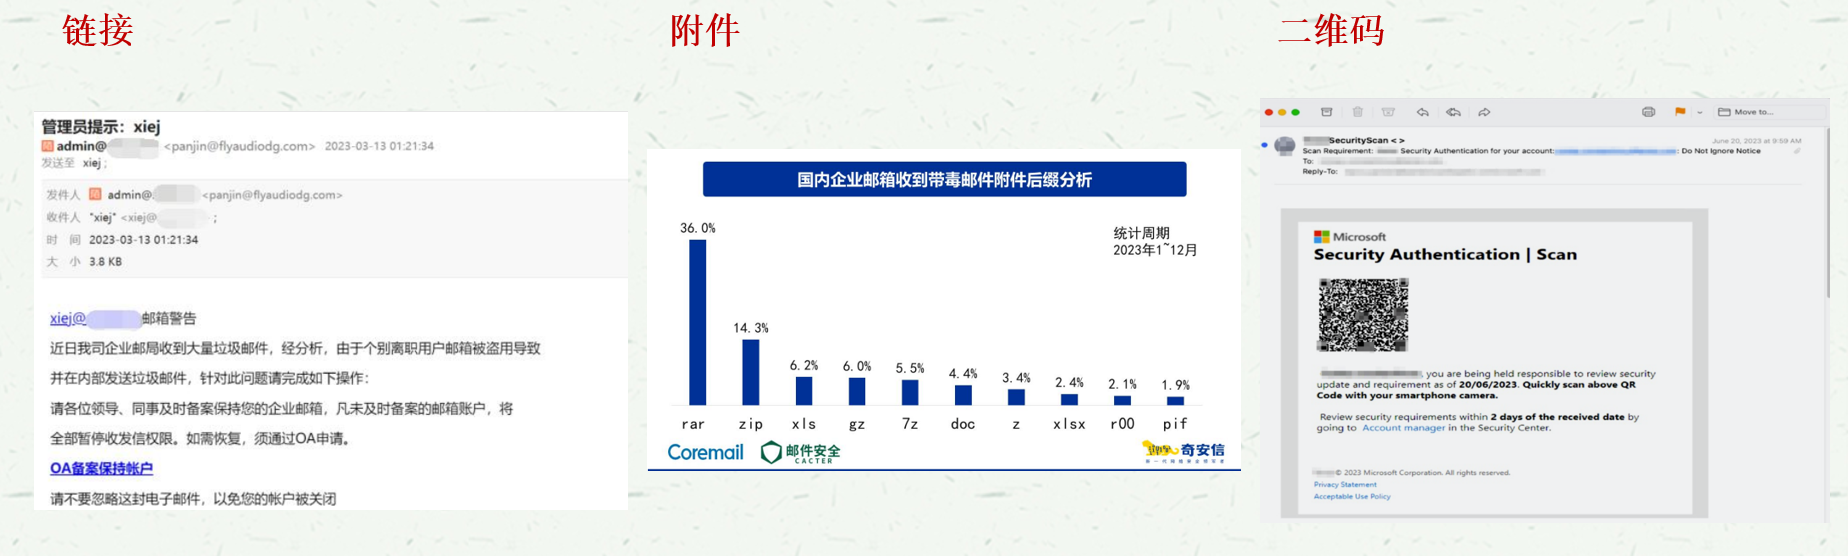 链接
附件
二维码
管理员提示：xiej
陌 admin@ <panjin@flyaudiodg.com> 2023-03-13 01:21:34
发送至 xiej；
发件人 陌 admin@ <panjin@flyaudiodg.com>
收件人 "xiej" <xiej@ ；
时 间 2023-03-13 01:21:34
大 小 3.8 KB
xiej@ 邮箱警告
近日我司企业邮局收到大量垃圾邮件，经分析，由于个别离职用户邮箱被盗用导致
并在内部发送垃圾邮件，针对此问题请完成如下操作：
请各位领导、同事及时备案保持您的企业邮箱，凡未及时备案的邮箱账户，将
全部暂停收发信权限。如需恢复，须通过OA申请。
OA备案保持帐户
请不要忽略这封电子邮件，以免您的帐户被关闭
国内企业邮箱收到带毒邮件附件后缀分析
统计周期
2023年1~12月
36.0%
14.3%
6.2%
6.0%
5.5%
4.4%
3.4%
2.4%
2.1%
1.9%
rar zip xls gz 7z doc z xlsx r00 pif
Coremail 邮件安全 奇安信
CACTER
Move to...
SecurityScan < >
June 20, 2023 at 9:59 AM
Scan Requirement: Security Authentication for your account: : Do Not Ignore Notice
To:
Reply-To:
Microsoft
Security Authentication | Scan
, you are being held responsible to review security
update and requirement as of 20/06/2023. Quickly scan above QR
Code with your smartphone camera.
Review security requirements within 2 days of the received date by
going to Account manager in the Security Center.
© 2023 Microsoft Corporation. All rights reserved.
Privacy Statement
Acceptable Use Policy